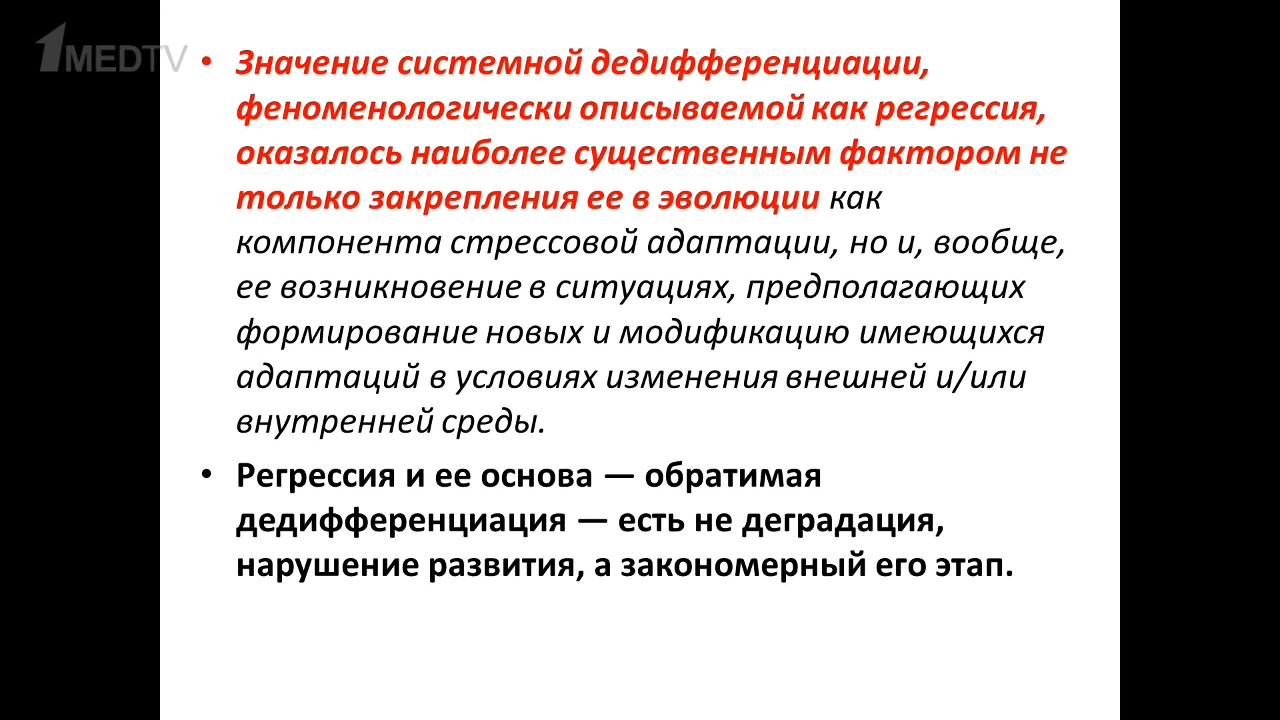 1MEDTV
• Значение системной дедифференциации,
феноменологически описываемой как регрессия,
оказалось наиболее существенным фактором не
только закрепления ее в эволюции как
компонента стрессовой адаптации, но и, вообще,
ее возникновение в ситуациях, предполагающих
формирование новых и модификацию имеющихся
адаптаций в условиях изменения внешней и/или
внутренней среды.
• Регрессия и ее основа — обратимая
дедифференциация — есть не деградация,
нарушение развития, а закономерный его этап.